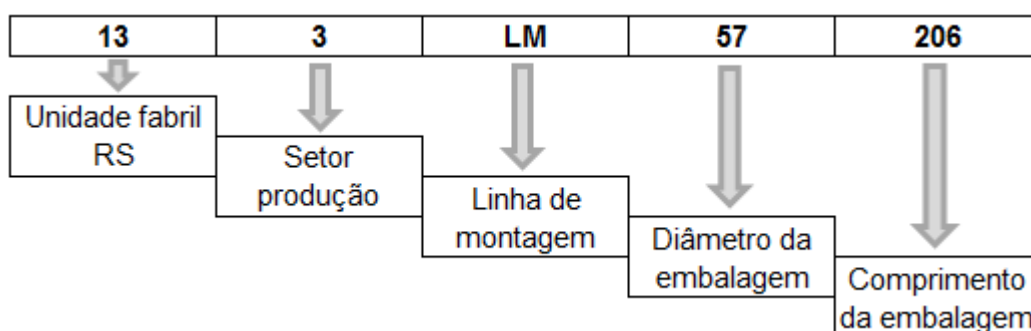 13 3 LM 57 206
Unidade fabril
RS
Setor
produção
Linha de
montagem
Diâmetro da
embalagem
Comprimento
da embalagem